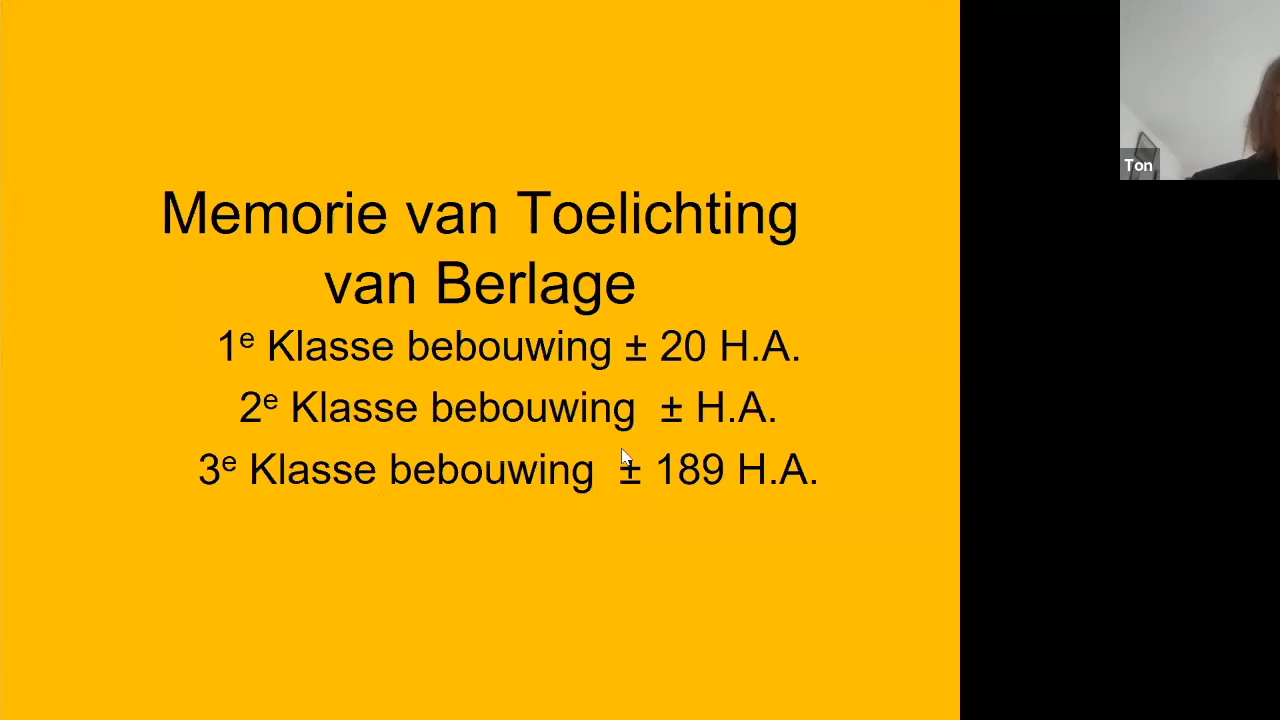 Memorie van Toelichting
van Berlage
1e Klasse bebouwing ± 20 H.A.
2e Klasse bebouwing ± H.A.
3e Klasse bebouwing ± 189 H.A.
Ton